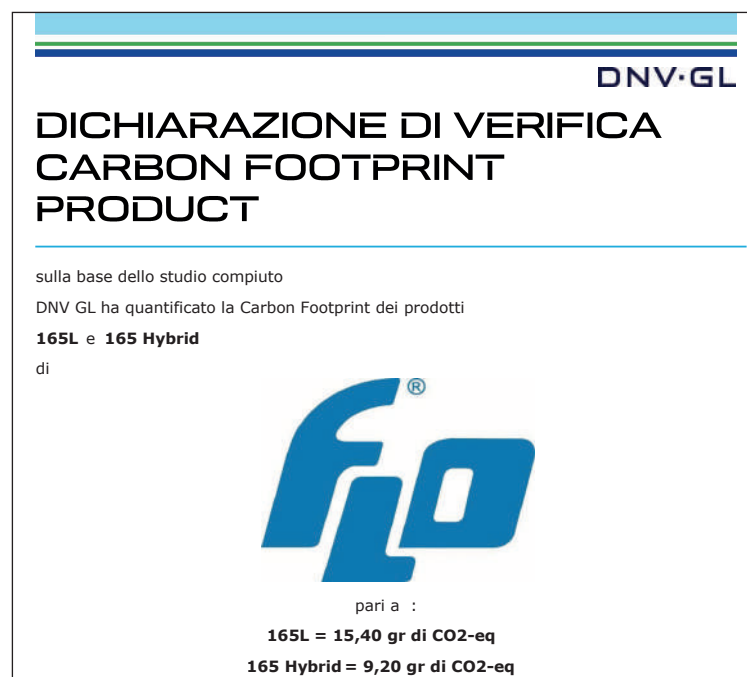 DNV·GL
DICHIARAZIONE DI VERIFICA
CARBON FOOTPRINT
PRODUCT
sulla base dello studio compiuto
DNV GL ha quantificato la Carbon Footprint dei prodotti
165L e 165 Hybrid
di
FLO®
pari a :
165L = 15,40 gr di CO2-eq
165 Hybrid = 9,20 gr di CO2-eq